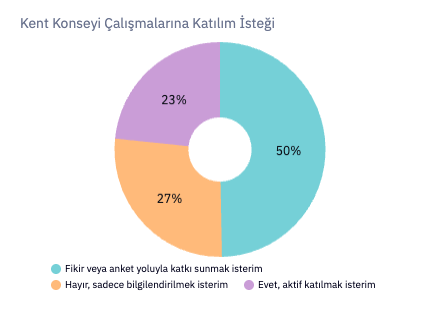 Kent Konseyi Çalışmalarına Katılım İsteği
23%
50%
27%
Fikir veya anket yoluyla katkı sunmak isterim
Hayır, sadece bilgilendirilmek isterim
Evet, aktif katılmak isterim